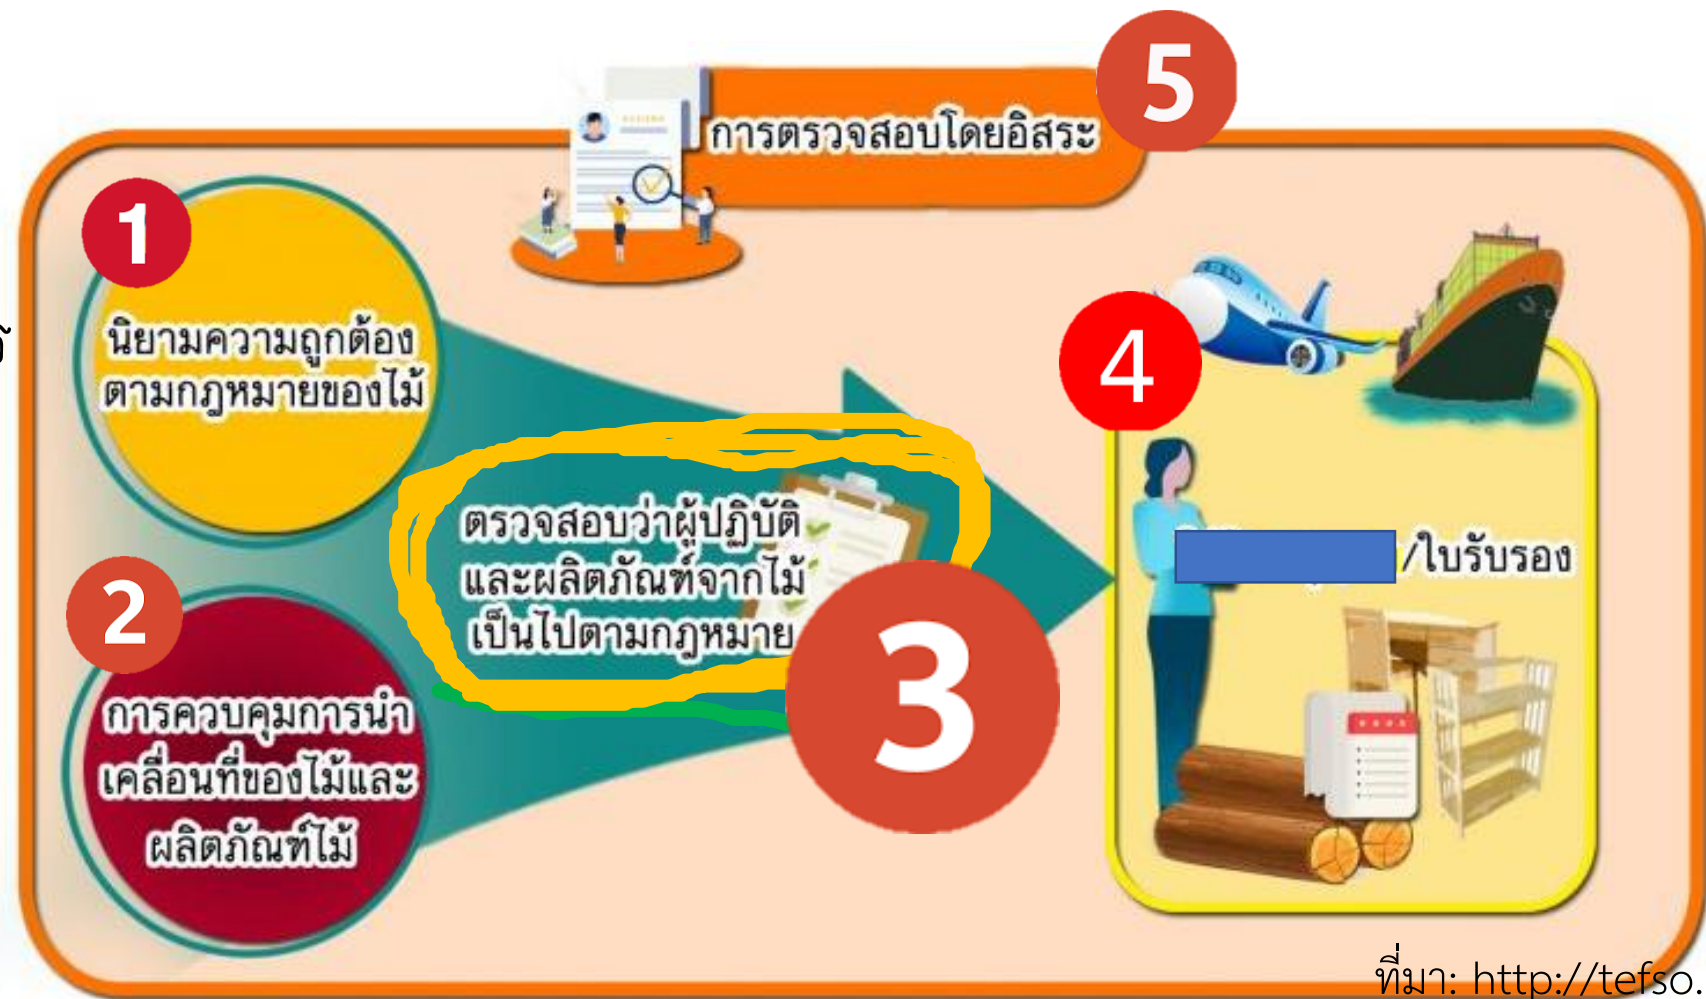 5
การตรวจสอบโดยอิสระ
1
นิยามความถูกต้อง
ตามกฎหมายของไม้
4
ตรวจสอบว่าผู้ปฏิบัติ
และผลิตภัณฑ์จากไม้
เป็นไปตามกฎหมาย
3
/ใบรับรอง
2
การควบคุมการนำ
เคลื่อนที่ของไม้และ
ผลิตภัณฑ์ไม้
ที่มา: http://tefso.